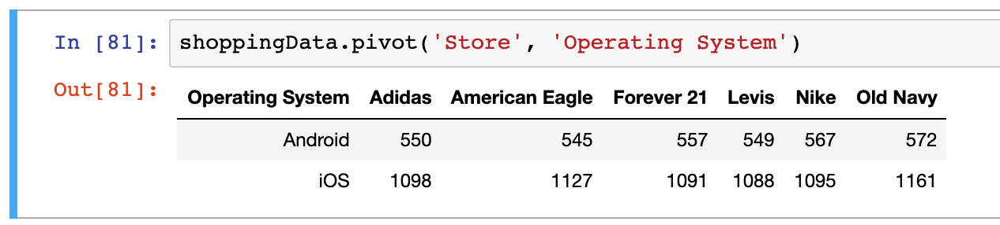 In [81]: shoppingData.pivot('Store', 'Operating System')
Out[81]:
Operating System Adidas American Eagle Forever 21 Levis Nike Old Navy
Android 550 545 557 549 567 572
iOS 1098 1127 1091 1088 1095 1161